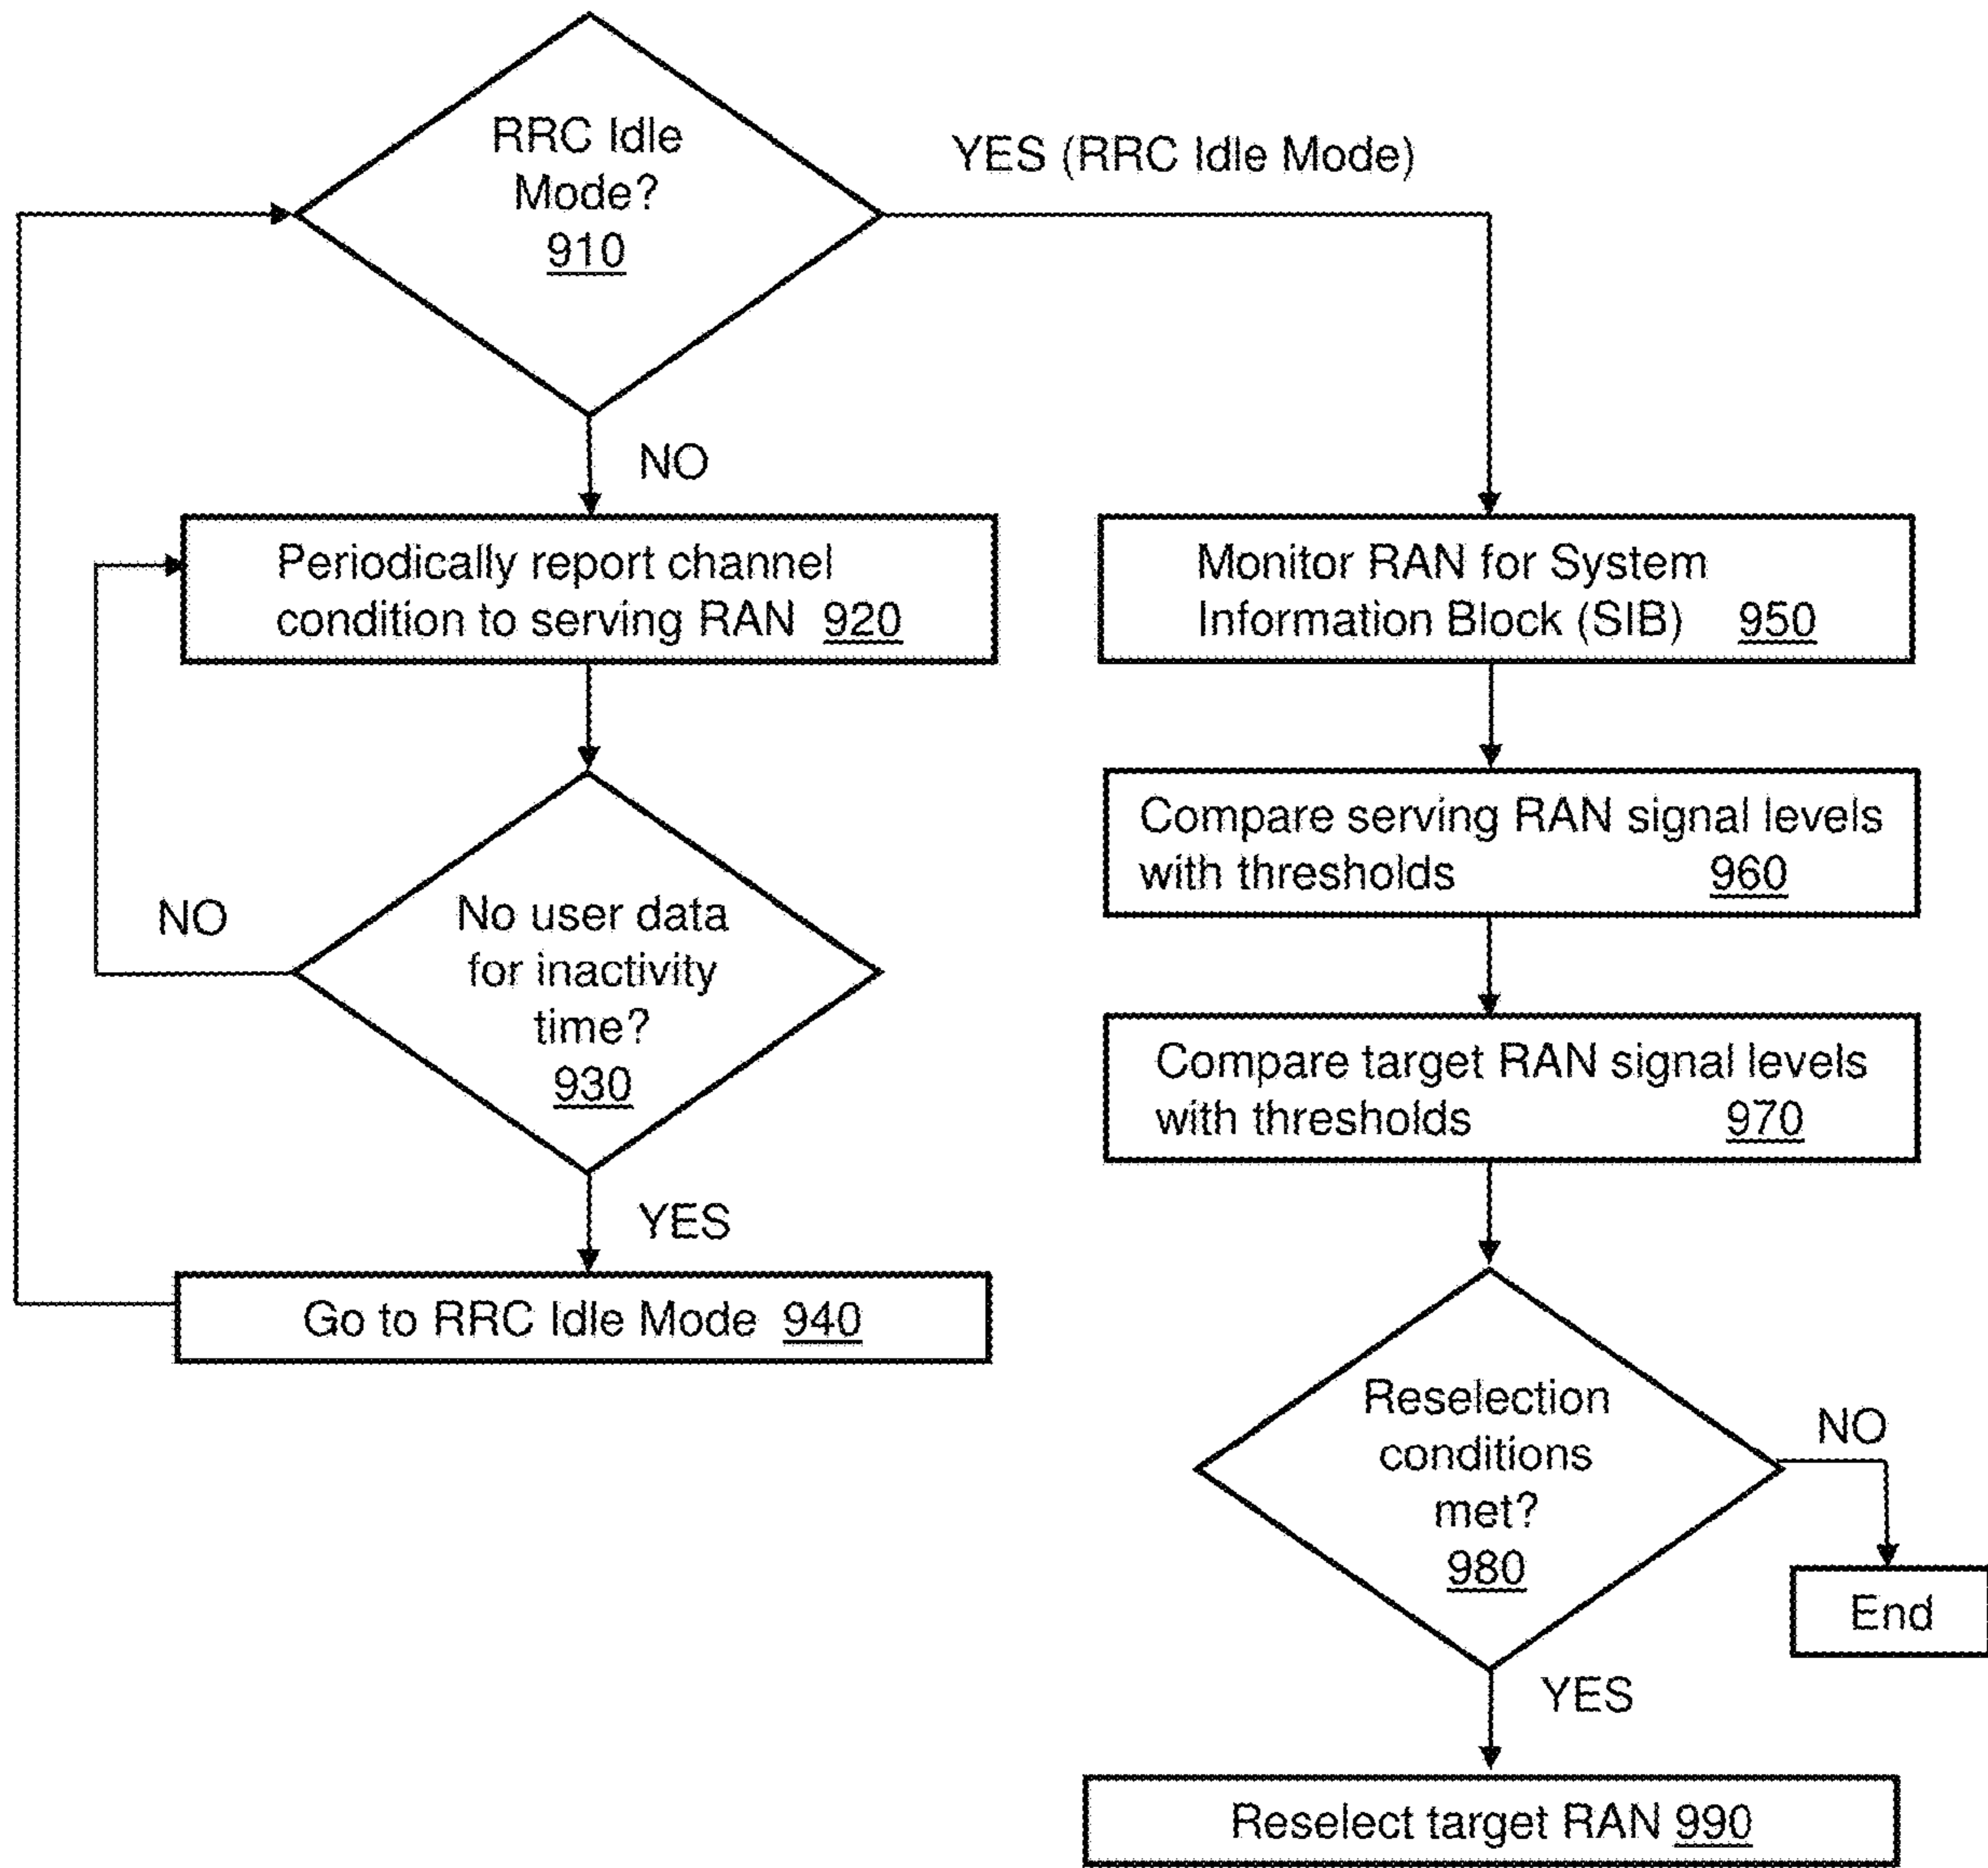 RRC Idle
Mode?
910
YES (RRC Idle Mode)
NO
Periodically report channel
condition to serving RAN 920
NO
No user data
for inactivity
time?
930
YES
Go to RRC Idle Mode 940
Monitor RAN for System
Information Block (SIB) 950
Compare serving RAN signal levels
with thresholds 960
Compare target RAN signal levels
with thresholds 970
Reselection
conditions
met?
980
NO
End
YES
Reselect target RAN 990